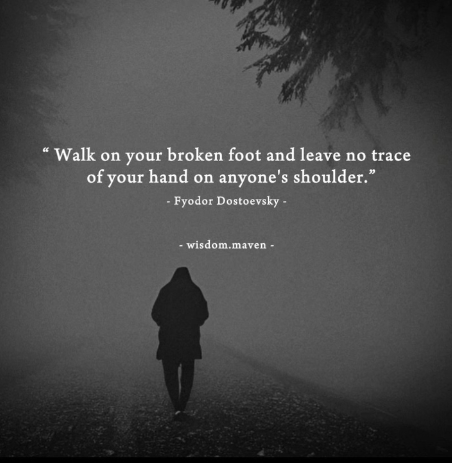 “ Walk on your broken foot and leave no trace
of your hand on anyone's shoulder.”
- Fyodor Dostoevsky -
- wisdom.maven -